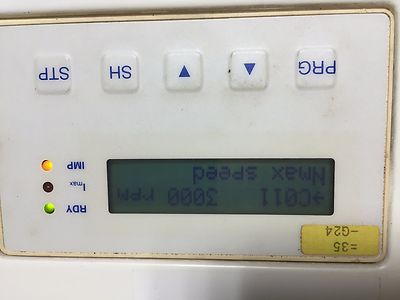 =35
-G24
RDY
Imax
IMP
→C011 3000 rpm
Nmax speed
PRG
▲
▼
SH
STP